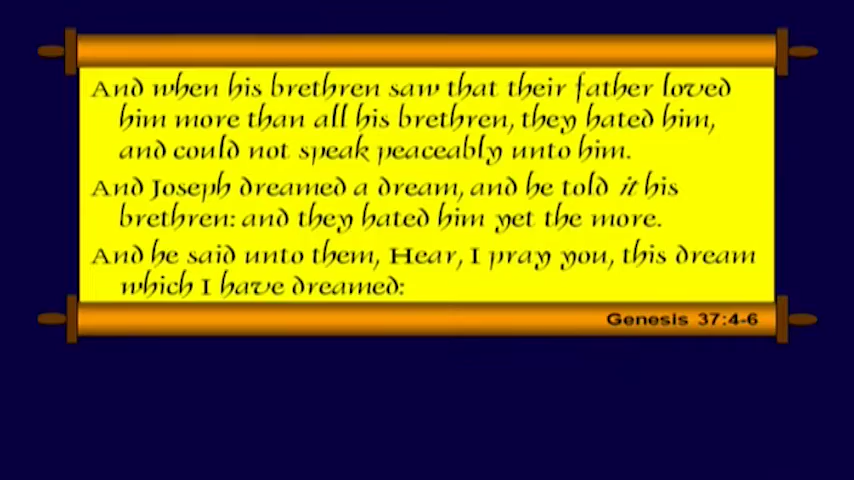 And when his brethren saw that their father loved
him more than all his brethren, they hated him,
and could not speak peaceably unto him.
And Joseph dreamed a dream, and he told it his
brethren: and they hated him yet the more.
And he said unto them, Hear, I pray you, this dream
which I have dreamed:
Genesis 37:4-6